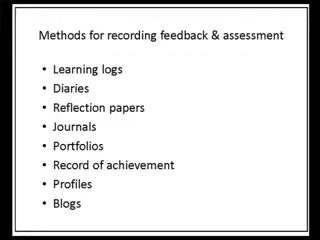 Methods for recording feedback & assessment
• Learning logs
• Diaries
• Reflection papers
• Journals
• Portfolios
• Record of achievement
• Profiles
• Blogs